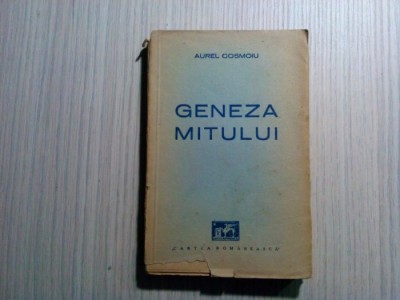 AUREL COSMOIU
GENEZA
MITULUI
"CARTEA ROMÂNEASCĂ"